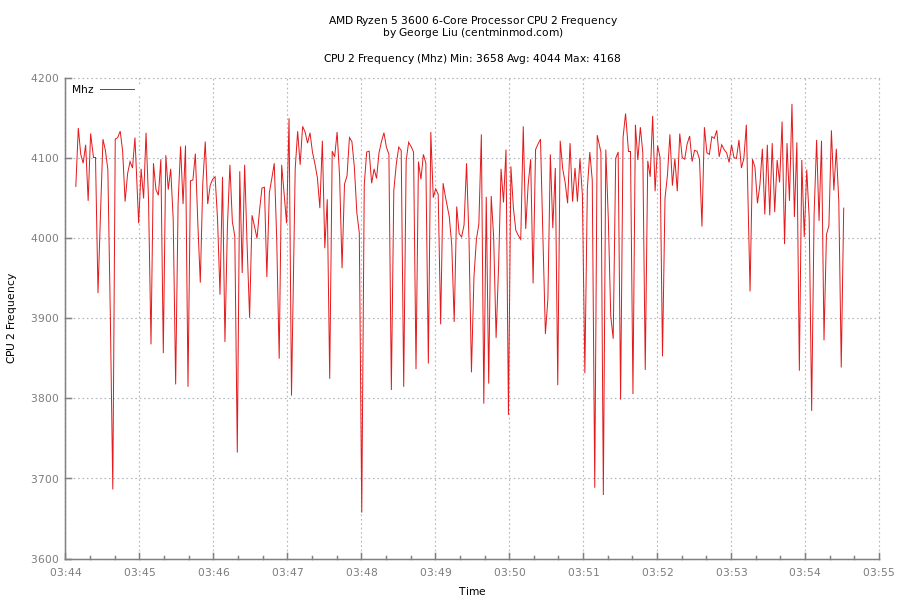 AMD Ryzen 5 3600 6-Core Processor CPU 2 Frequency
by George Liu (centminmod.com)
CPU 2 Frequency (Mhz) Min: 3658 Avg: 4044 Max: 4168
Mhz
4200
4100
4000
3900
3800
3700
3600
CPU 2 Frequency
03:44 03:45 03:46 03:47 03:48 03:49 03:50 03:51 03:52 03:53 03:54 03:55
Time